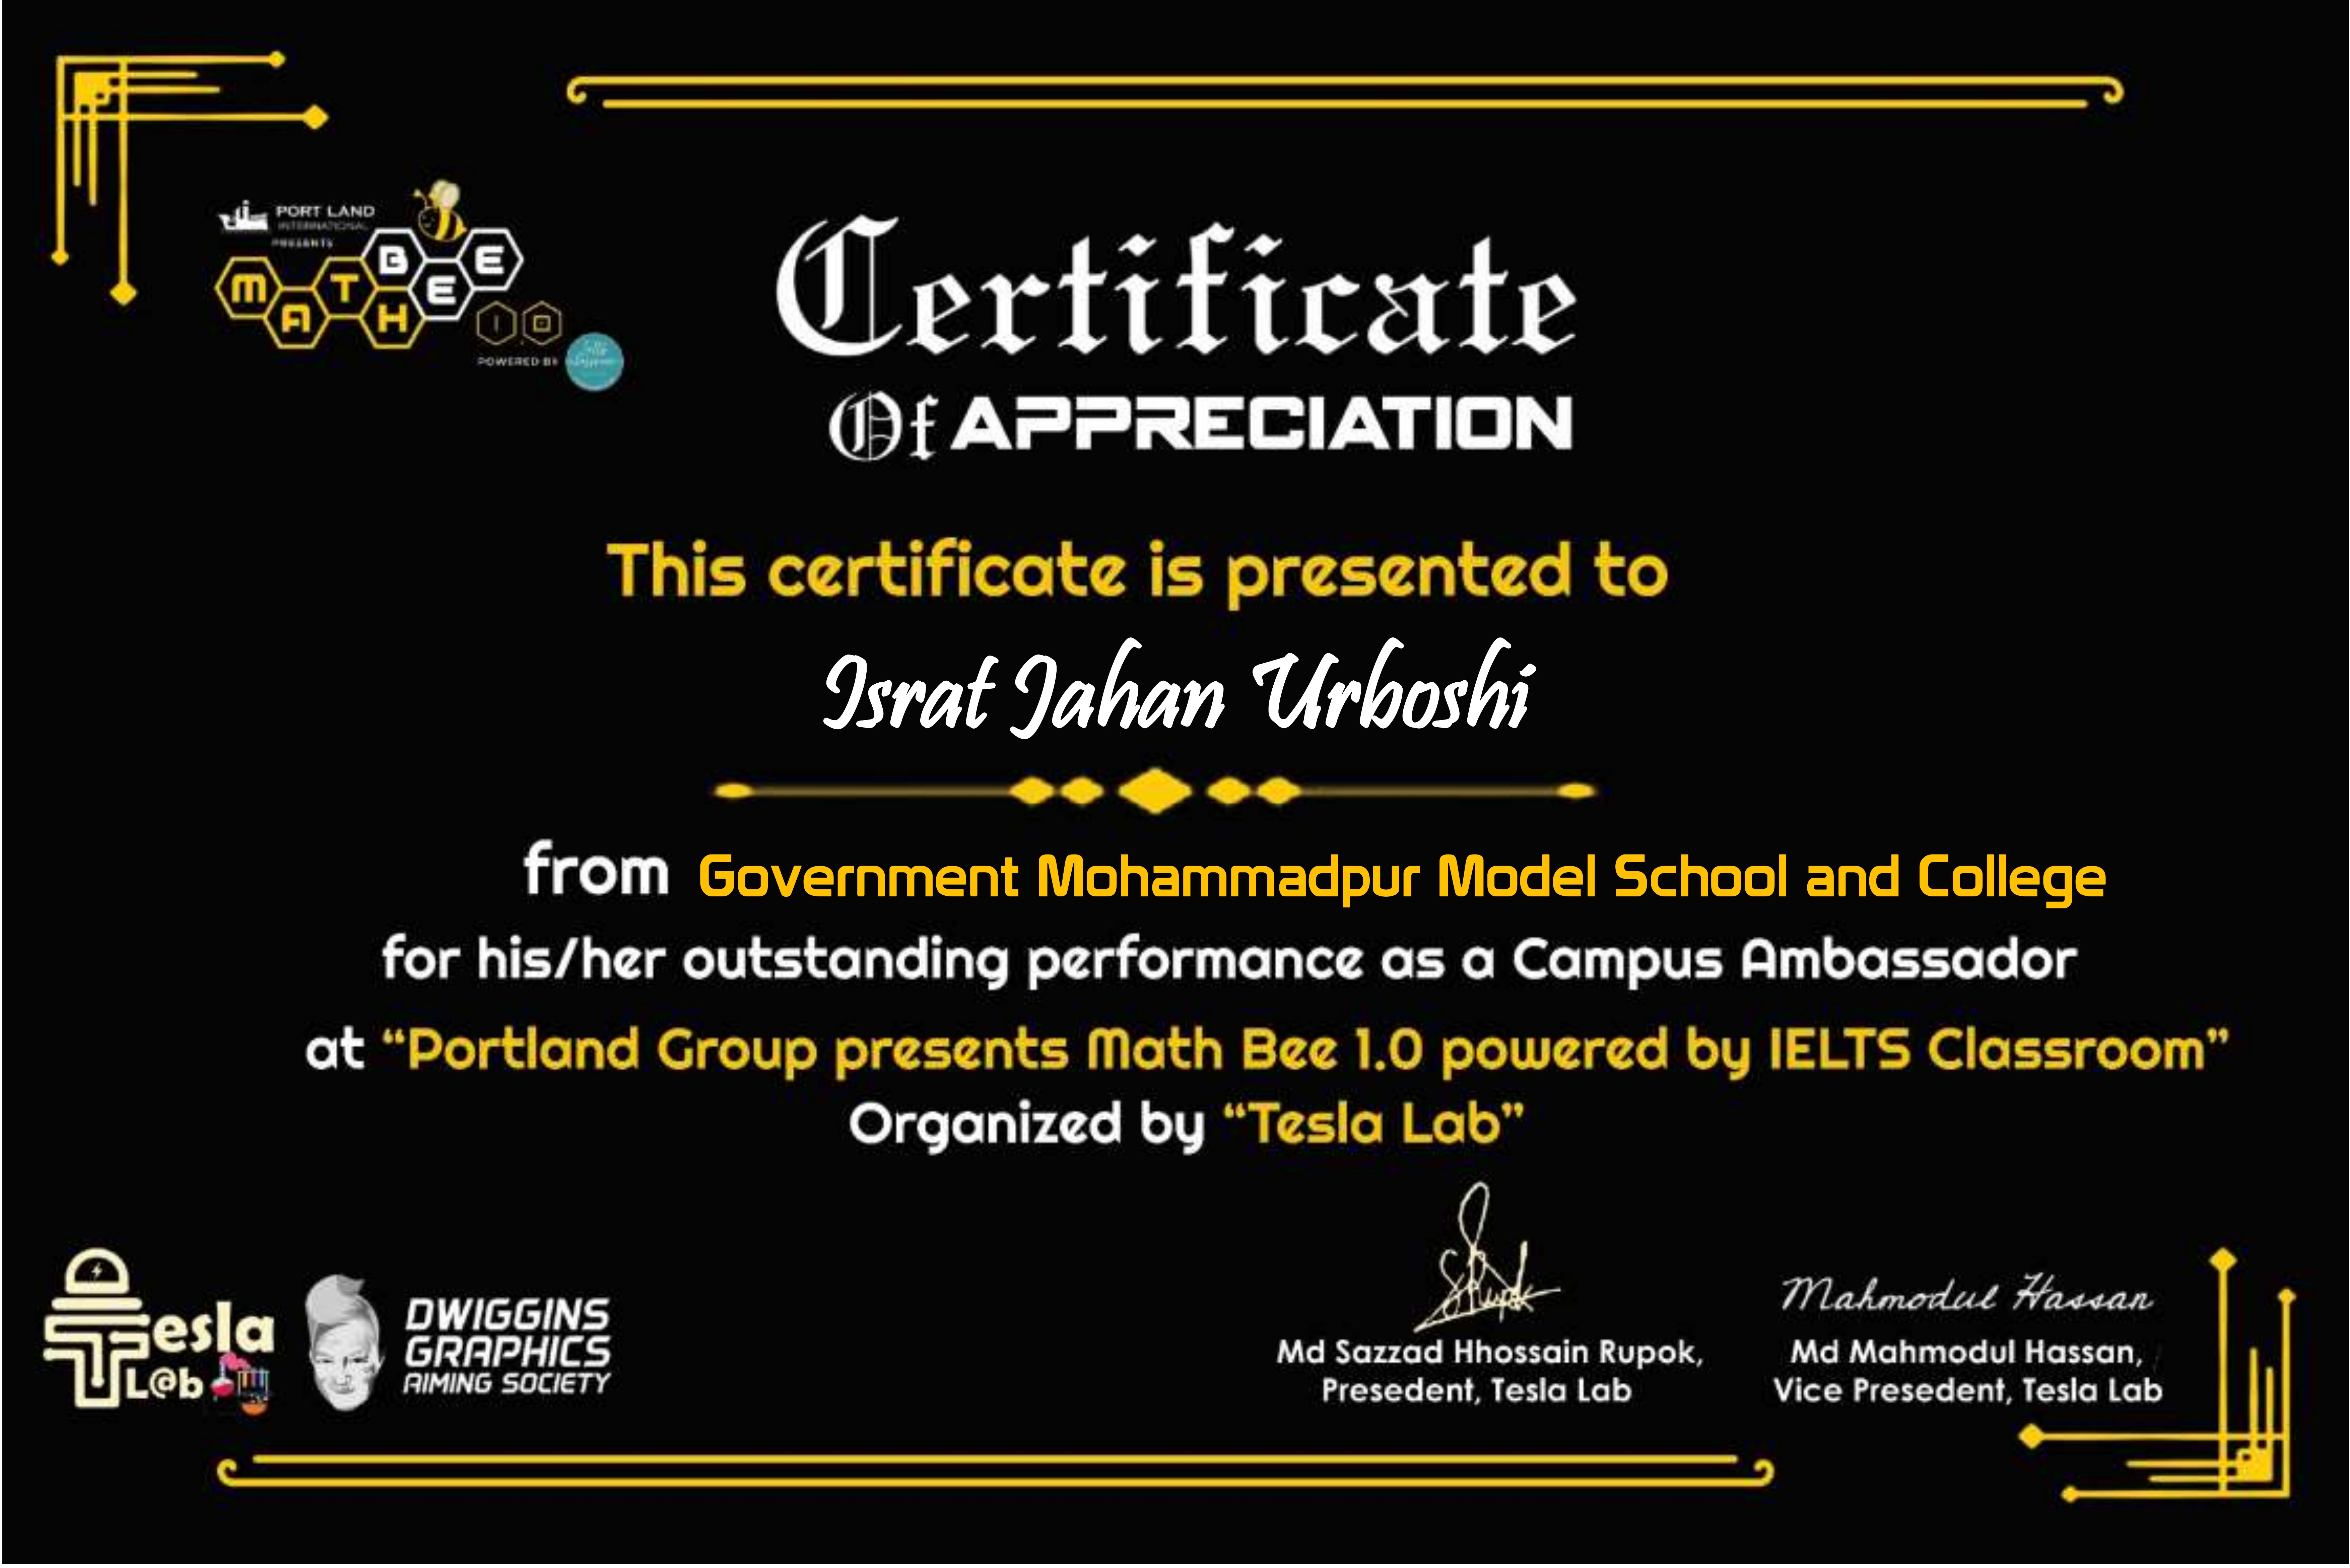 PORT LAND
INTERNATIONAL
PRESENTS
MATH BEE
1.0
POWERED BY
Certificate
Of APPRECIATION
This certificate is presented to
Israt Jahan Urboshi
from Government Mohammadpur Model School and College
for his/her outstanding performance as a Campus Ambassador
at “Portland Group presents Math Bee 1.0 powered by IELTS Classroom”
Organized by “Tesla Lab”
Tesla
L@b
DWIGGINS
GRAPHICS
AIMING SOCIETY
SRupok
Md Sazzad Hhossain Rupok,
Presedent, Tesla Lab
Mahmodul Hassan
Md Mahmodul Hassan,
Vice Presedent, Tesla Lab